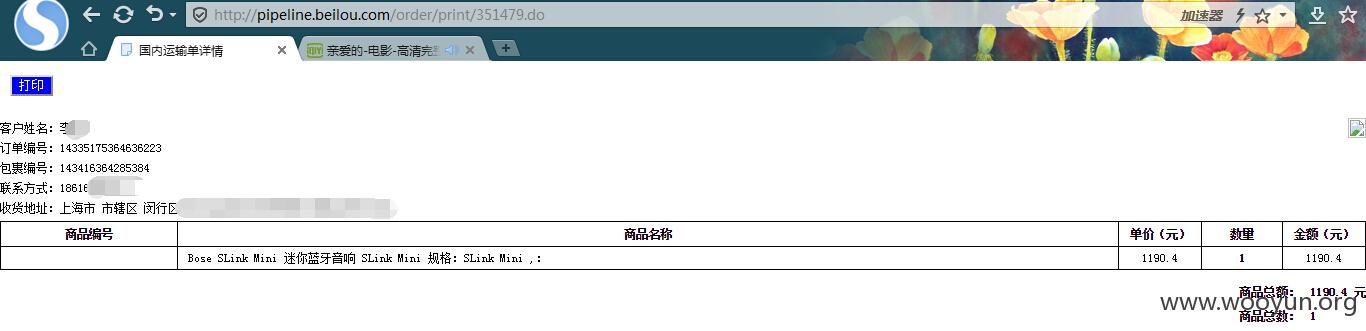 http://pipeline.beilou.com/order/print/351479.do
加速器
国内运输单详情
亲爱的-电影-高清完
打印
客户姓名：李
订单编号：14335175364636223
包裹编号：143416364285384
联系方式：18616
收货地址：上海市 市辖区 闵行区
商品编号 商品名称 单价（元） 数量 金额（元）
Bose SLink Mini 迷你蓝牙音响 SLink Mini 规格：SLink Mini ,：
1190.4 1 1190.4
商品总额： 1190.4 元
商品总数： 1
www.wooyun.org